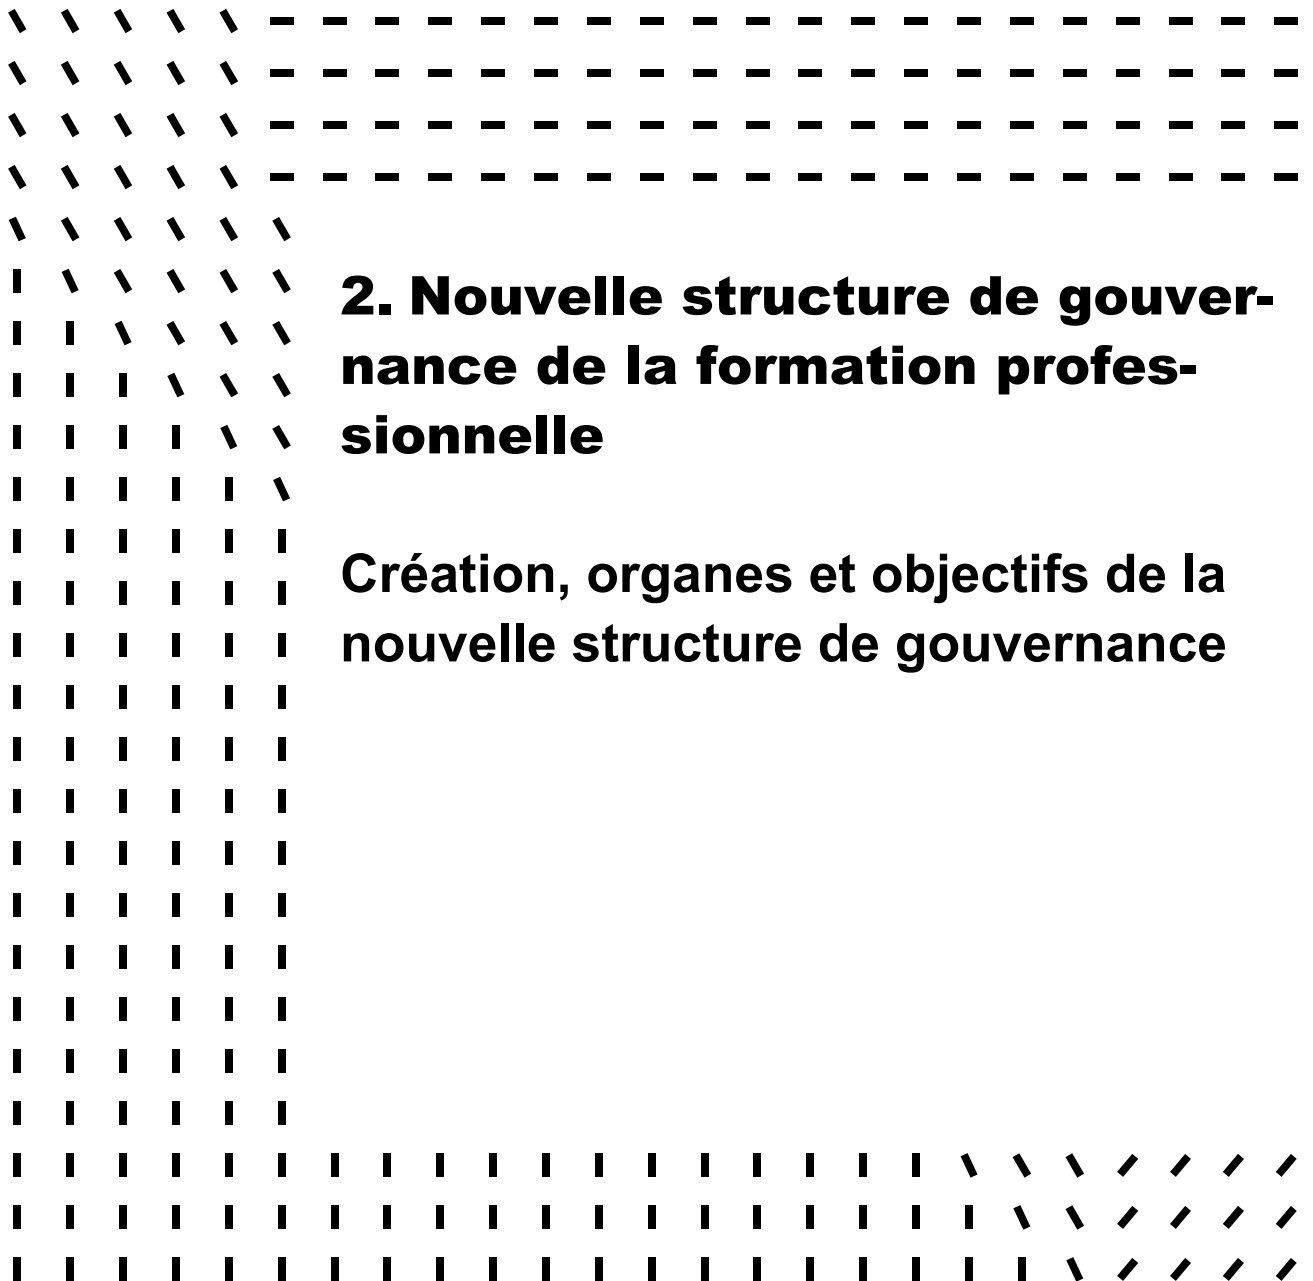 2. Nouvelle structure de gouver-
nance de la formation profes-
sionnelle
Création, organes et objectifs de la
nouvelle structure de gouvernance